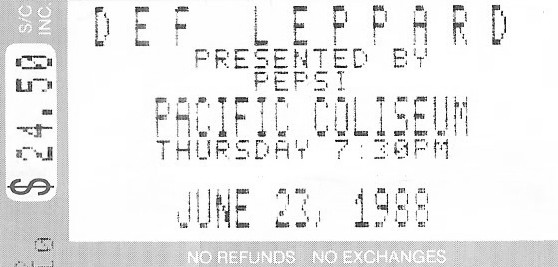 DEF LEPPARD
PRESENTED BY
PEPSI
PACIFIC COLISEUM
THURSDAY 7:30PM
JUNE 23, 1988
NO REFUNDS NO EXCHANGES
S/C
INC.
$ 24.50